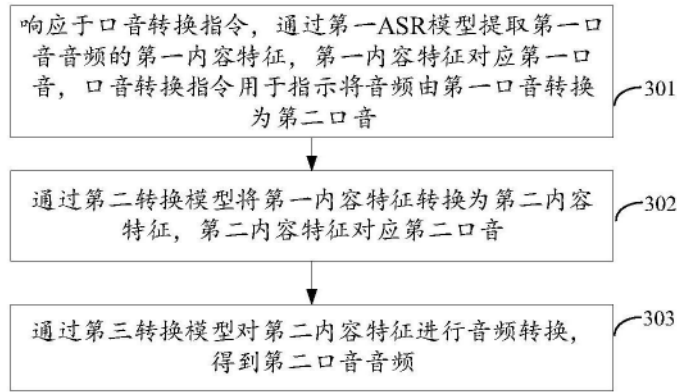 响应于口音转换指令，通过第一ASR模型提取第一口
音音频的第一内容特征，第一内容特征对应第一口
音，口音转换指令用于指示将音频由第一口音转换
为第二口音
301
通过第二转换模型将第一内容特征转换为第二内容
特征，第二内容特征对应第二口音
302
通过第三转换模型对第二内容特征进行音频转换，
得到第二口音音频
303